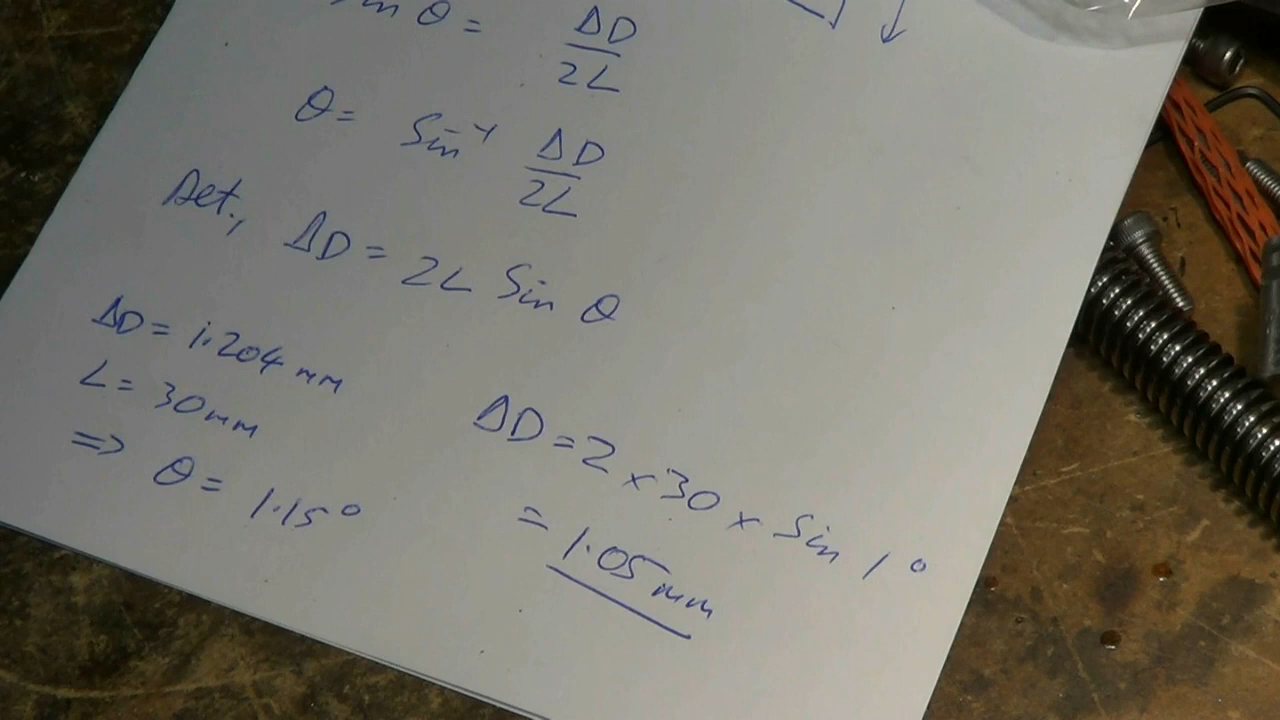 Sin θ = ΔD / 2L
θ = Sin⁻¹ ΔD / 2L
ΔD = 2L Sin θ
ΔD = 1.204 mm
L = 30mm
=> θ = 1.15°
ΔD = 2 x 30 x Sin 1°
= 1.05mm